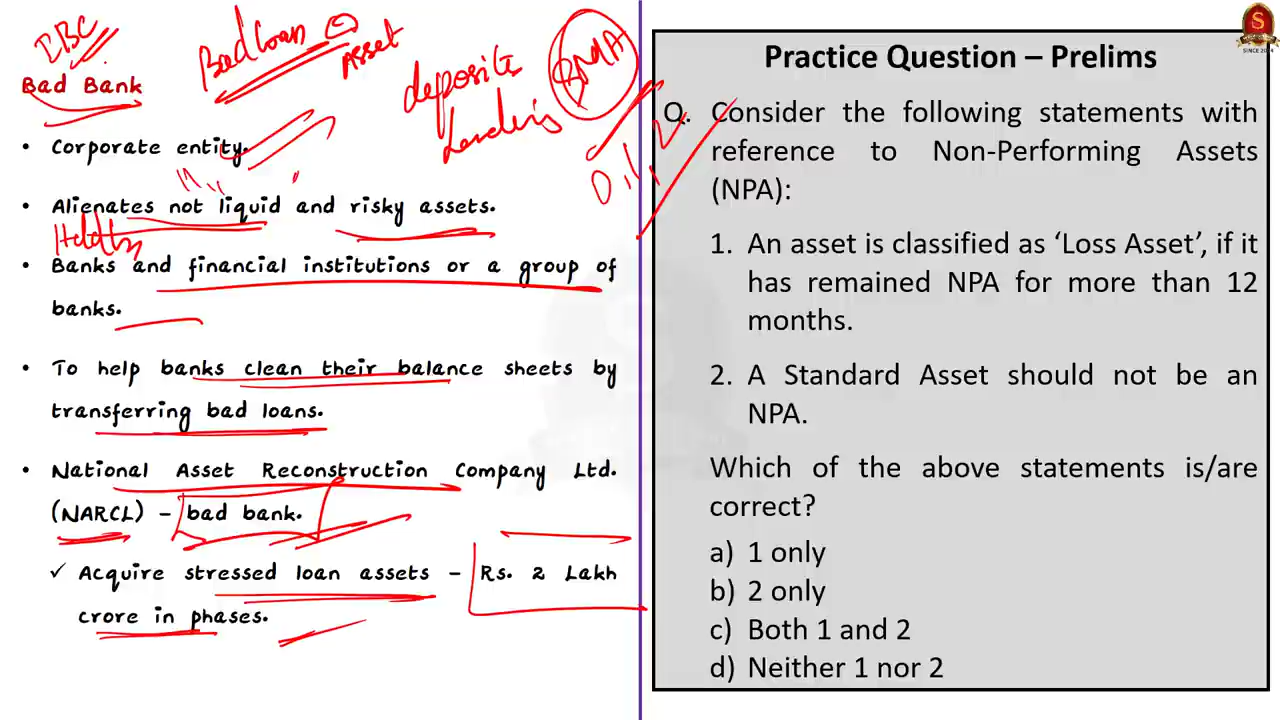 IBC
Bad Bank
Bad loan
Asset
deposits
Lenders
0, 1, 2
• Corporate entity.
• Alienates not liquid and risky assets.
Held by
• Banks and financial institutions or a group of
banks.
• To help banks clean their balance sheets by
transferring bad loans.
• National Asset Reconstruction Company Ltd.
(NARCL) – bad bank.
✓ Acquire stressed loan assets – Rs. 2 Lakh
crore in phases.
S
SINCE 2004
Practice Question – Prelims
Q. Consider the following statements with
reference to Non-Performing Assets
(NPA):
1. An asset is classified as ‘Loss Asset’, if it
has remained NPA for more than 12
months.
2. A Standard Asset should not be an
NPA.
Which of the above statements is/are
correct?
a) 1 only
b) 2 only
c) Both 1 and 2
d) Neither 1 nor 2